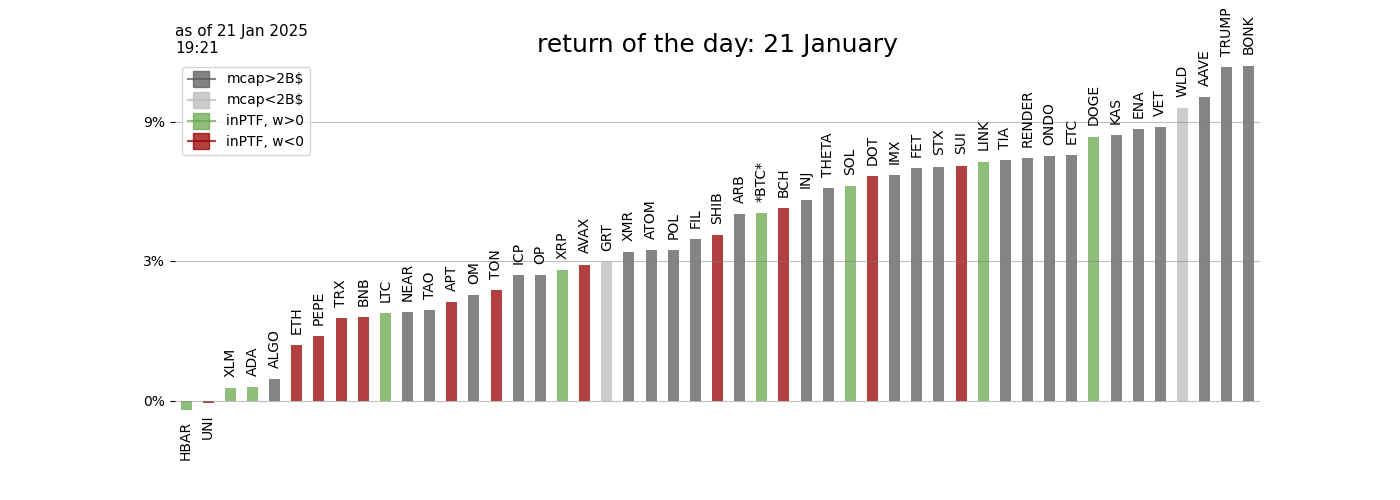 as of 21 Jan 2025
19:21
return of the day: 21 January
mcap>2B$
mcap<2B$
inPTF, w>0
inPTF, w<0
9%
3%
0%
HBAR
UNI
XLM
ADA
ALGO
ETH
PEPE
TRX
BNB
LTC
NEAR
TAO
APT
OM
TON
ICP
OP
XRP
AVAX
GRT
XMR
ATOM
POL
FIL
SHIB
ARB
*BTC*
BCH
INJ
THETA
SOL
DOT
IMX
FET
STX
SUI
LINK
TIA
RENDER
ONDO
ETC
DOGE
KAS
ENA
VET
WLD
AAVE
TRUMP
BONK